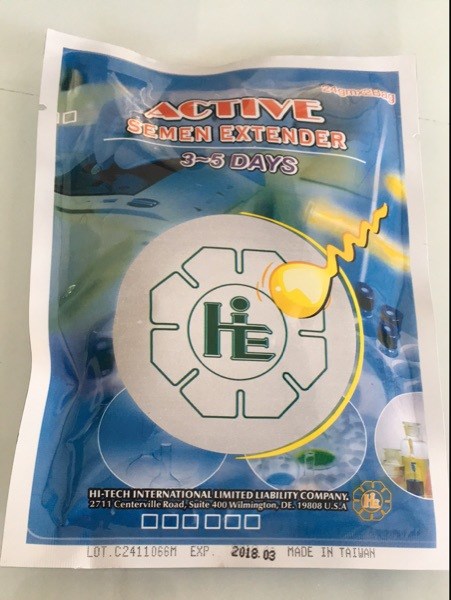 ACTIVE
SEMEN EXTENDER
3~5 DAYS
HiE
HI-TECH INTERNATIONAL LIMITED LIABILITY COMPANY.
2711 Centerville Road, Suite 400 Wilmington, DE. 19808 U.S.A
HiE
LOT.C2411066M EXP. 2018.03 MADE IN TAIWAN